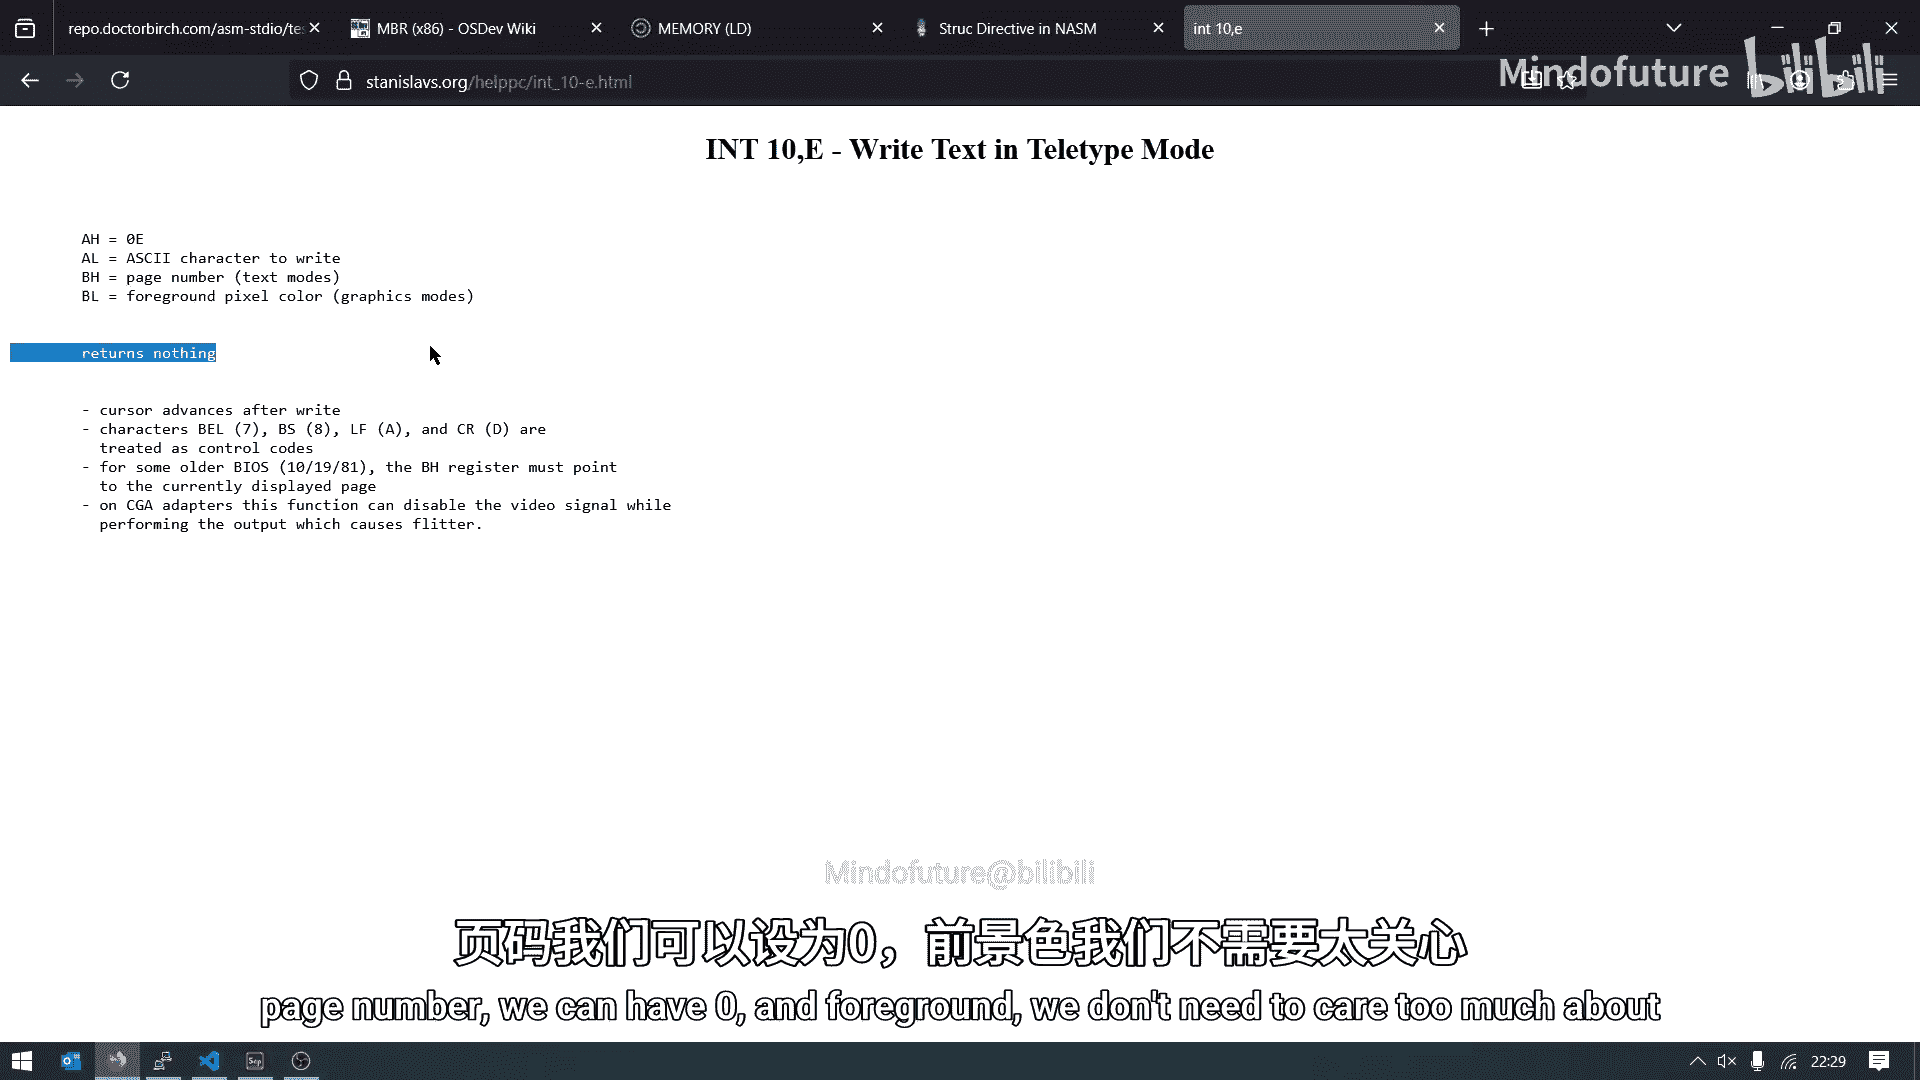 repo.doctorbirch.com/asm-stdio/te
MBR (x86) - OSDev Wiki
MEMORY (LD)
Struc Directive in NASM
int 10,e
stanislavs.org/helppc/int_10-e.html
Mindofuture bilibili
INT 10,E - Write Text in Teletype Mode
AH = 0E
AL = ASCII character to write
BH = page number (text modes)
BL = foreground pixel color (graphics modes)
returns nothing
- cursor advances after write
- characters BEL (7), BS (8), LF (A), and CR (D) are
treated as control codes
- for some older BIOS (10/19/81), the BH register must point
to the currently displayed page
- on CGA adapters this function can disable the video signal while
performing the output which causes flitter.
Mindofuture@bilibili
页码我们可以设为0，前景色我们不需要太关心
page number, we can have 0, and foreground, we don't need to care too much about
22:29